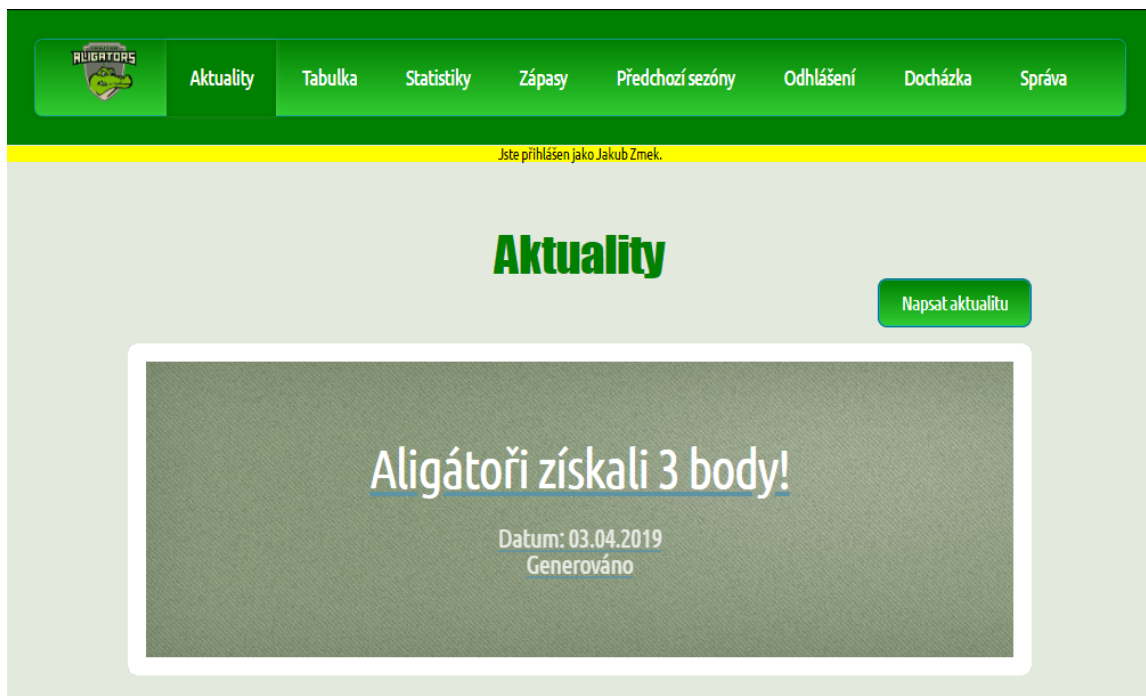 ALIGATORS
Aktuality Tabulka Statistiky Zápasy Předchozí sezóny Odhlášení Docházka Správa
Jste přihlášen jako Jakub Zmek.
Aktuality
Napsat aktualitu
Aligátoři získali 3 body!
Datum: 03.04.2019
Generováno